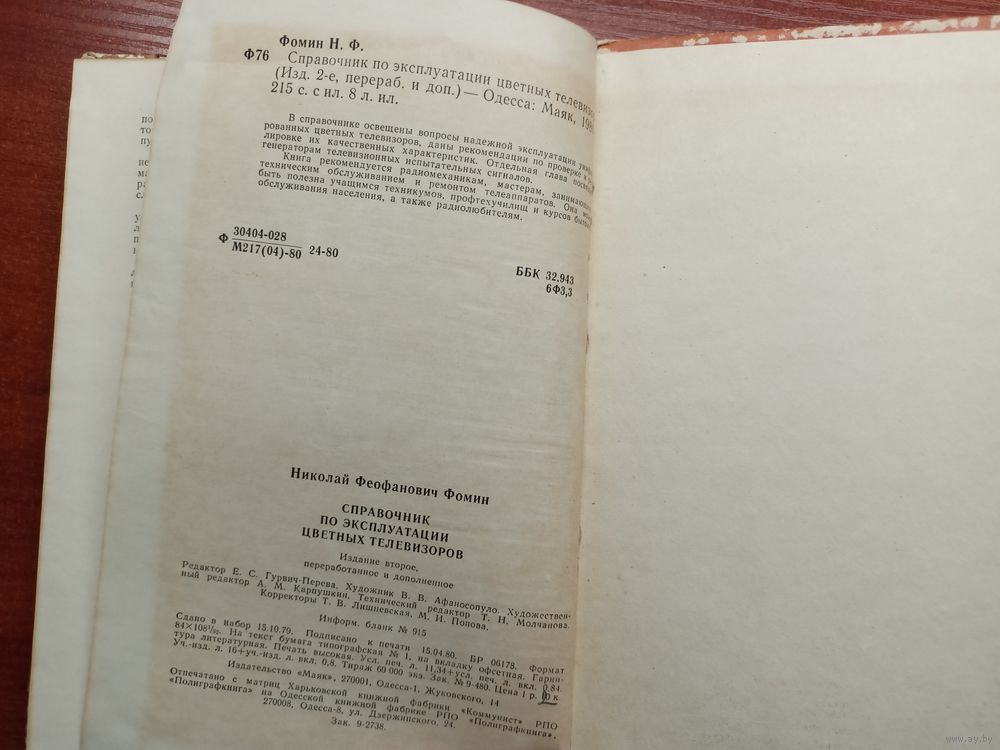 Фомин Н. Ф.
Ф76 Справочник по эксплуатации цветных
(Изд. 2-е, перераб. и доп.) — Одесса: Маяк,
215 с. с ил. 8 л. ил.
В справочнике освещены вопросы надежной эксплуатации
рованных цветных телевизоров, даны рекомендации по проверке и
лировке их качественных характеристик. Отдельная глава
генераторам телевизионных испытательных сигналов.
Книга рекомендуется радиомеханикам, мастерам,
техническим обслуживанием и ремонтом телеаппаратов. Она
быть полезна учащимся техникумов, профтехучилищ и курсов
обслуживания населения, а также радиолюбителям.
Ф 30404-028
М217(04)-80 24-80
ББК 32.943
6Ф3,3
Николай Феофанович Фомин
СПРАВОЧНИК
ПО ЭКСПЛУАТАЦИИ
ЦВЕТНЫХ ТЕЛЕВИЗОРОВ
Издание второе,
переработанное и дополненное
Редактор Е. С. Гурвич-Перева. Художник В. В. Афаносопуло. Художествен-
ный редактор А. М. Карпушкин. Технический редактор Т. Н. Молчанова.
Корректоры Т. В. Лишневская, М. И. Попова.
Информ. бланк № 915
Сдано в набор 15.10.79. Подписано к печати 15.04.80. БР 06178. Формат
84×108¹/₃₂. На текст бумага типографская № 1, на вкладку офсетная. Гарни-
тура литературная. Печать высокая. Усл. печ. л. 11,34+усл. печ. л. вкл. 0,84.
Уч.-изд. л. 16+уч.-изд. л. вкл. 0,8. Тираж 60 000 экз. Зак. № 9-480. Цена 1 р. к.
Издательство «Маяк», 270001, Одесса-1, Жуковского, 14
Отпечатано с матриц Харьковской книжной фабрики «Коммунист» РПО
«Полиграфкнига» на Одесской книжной фабрике РПО «Полиграфкнига».
270008, Одесса-8, ул. Дзержинского, 24.
Зак. 9-2738.
www.ay.by